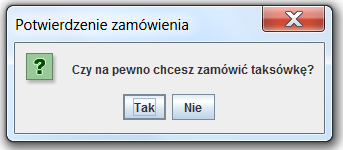 Potwierdzenie zamówienia
Czy na pewno chcesz zamówić taksówkę?
Tak
Nie